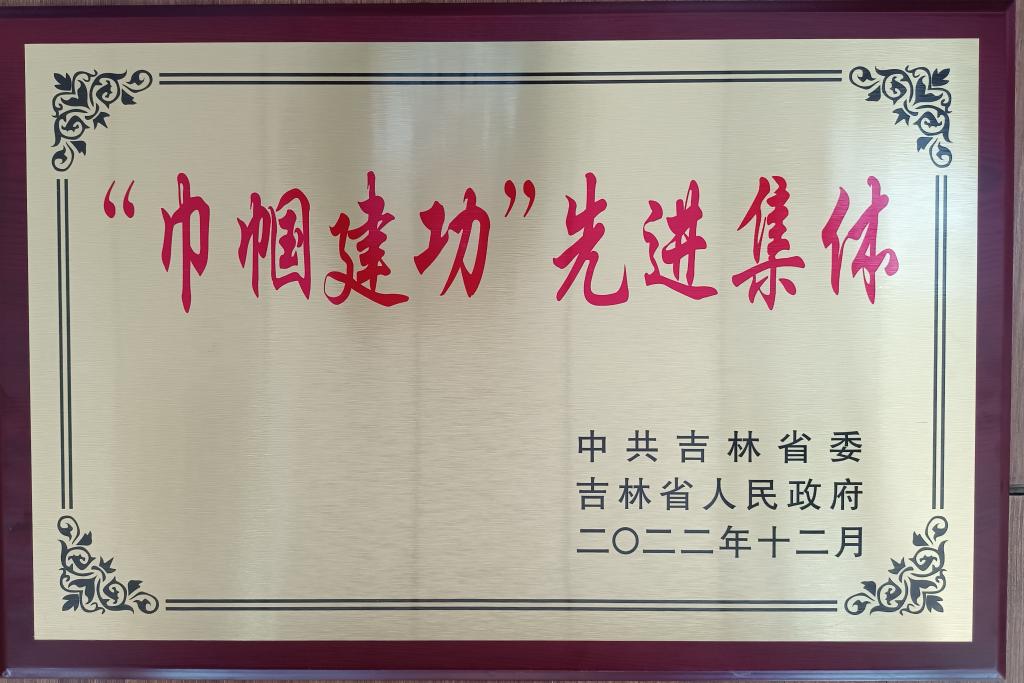 “巾帼建功”先进集体
中共吉林省委
吉林省人民政府
二〇二二年十二月